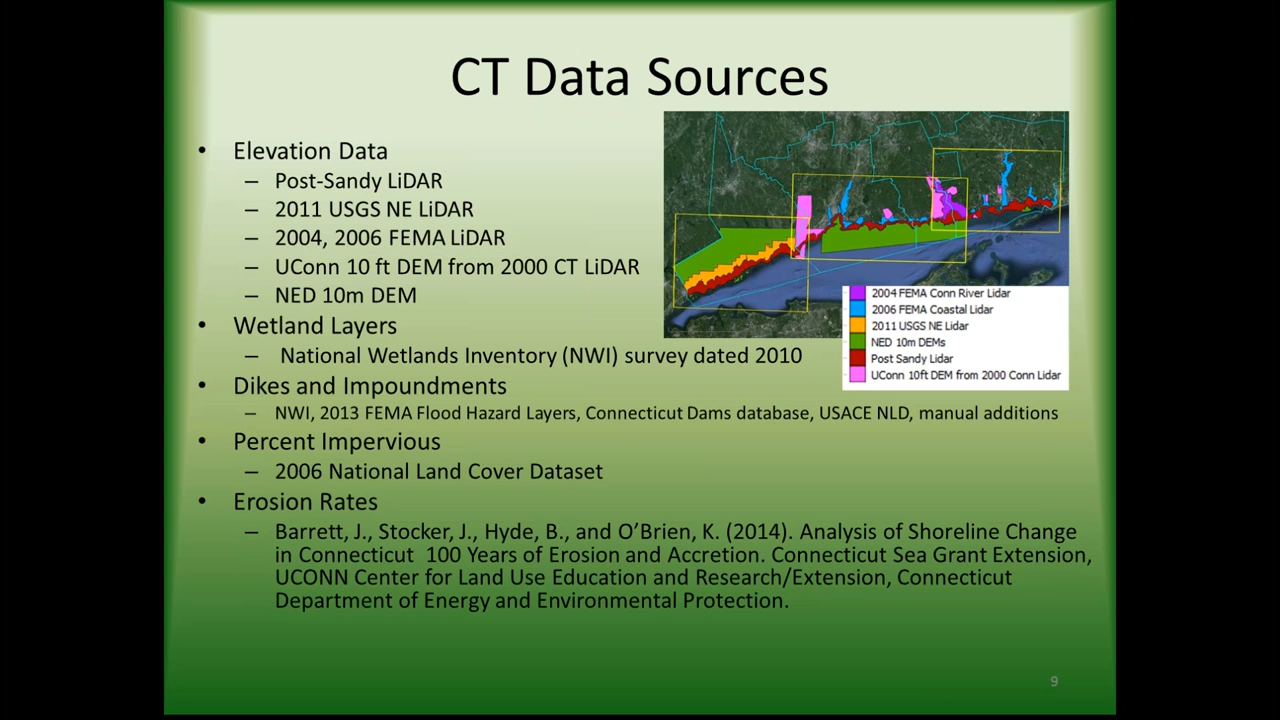 CT Data Sources
• Elevation Data
– Post-Sandy LiDAR
– 2011 USGS NE LiDAR
– 2004, 2006 FEMA LiDAR
– UConn 10 ft DEM from 2000 CT LiDAR
– NED 10m DEM
• Wetland Layers
– National Wetlands Inventory (NWI) survey dated 2010
• Dikes and Impoundments
– NWI, 2013 FEMA Flood Hazard Layers, Connecticut Dams database, USACE NLD, manual additions
• Percent Impervious
– 2006 National Land Cover Dataset
• Erosion Rates
– Barrett, J., Stocker, J., Hyde, B., and O’Brien, K. (2014). Analysis of Shoreline Change
in Connecticut 100 Years of Erosion and Accretion. Connecticut Sea Grant Extension,
UCONN Center for Land Use Education and Research/Extension, Connecticut
Department of Energy and Environmental Protection.
2004 FEMA Conn River Lidar
2006 FEMA Coastal Lidar
2011 USGS NE Lidar
NED 10m DEMs
Post Sandy Lidar
UConn 10ft DEM from 2000 Conn Lidar
9